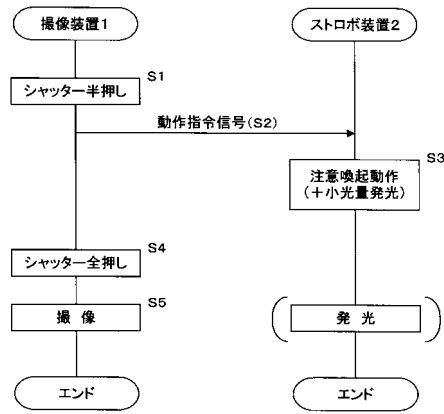 撮像装置1
ストロボ装置2
S1
シャッター半押し
動作指令信号(S2)
S3
注意喚起動作
(+小光量発光)
S4
シャッター全押し
S5
撮 像
( 発 光 )
エンド
エンド